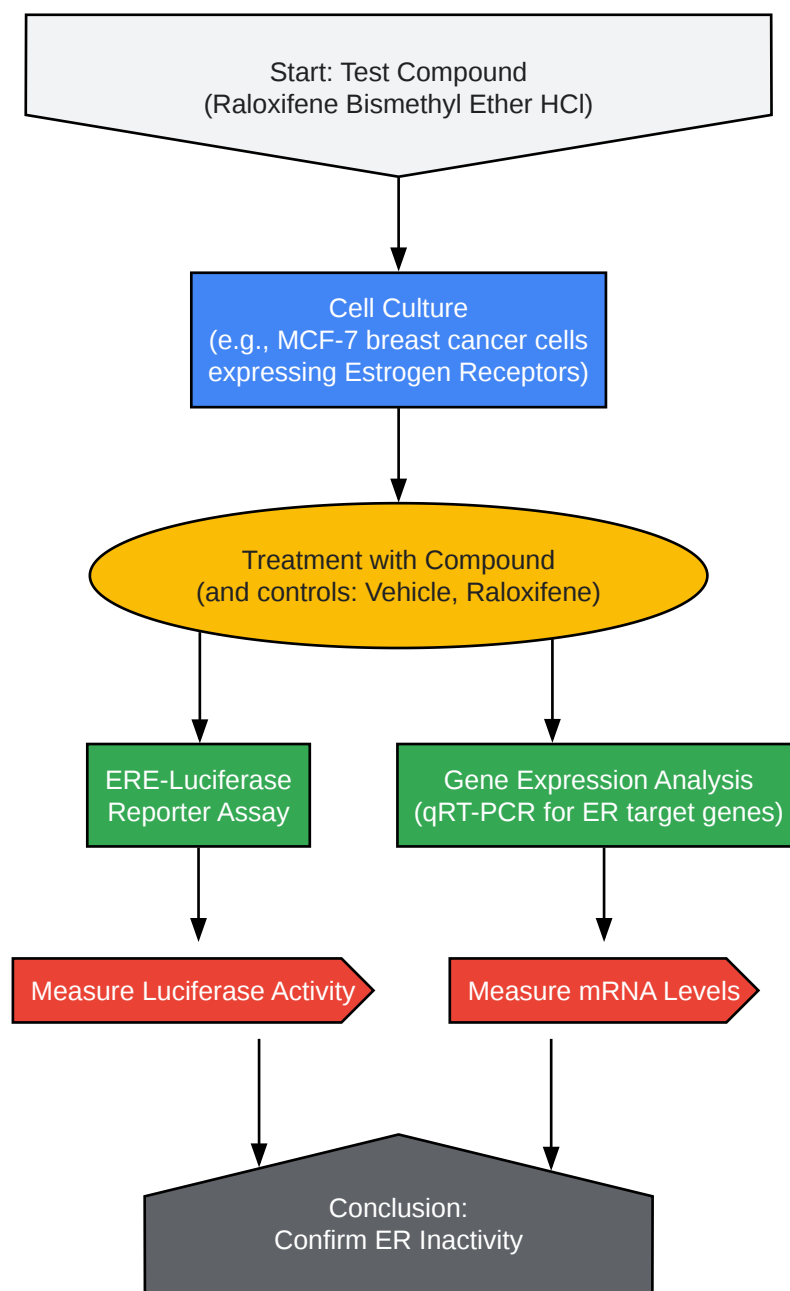 Start: Test Compound
(Raloxifene Bismethyl Ether HCl)
Cell Culture
(e.g., MCF-7 breast cancer cells
expressing Estrogen Receptors)
Treatment with Compound
(and controls: Vehicle, Raloxifene)
ERE-Luciferase
Reporter Assay
Gene Expression Analysis
(qRT-PCR for ER target genes)
Measure Luciferase Activity
Measure mRNA Levels
Conclusion:
Confirm ER Inactivity